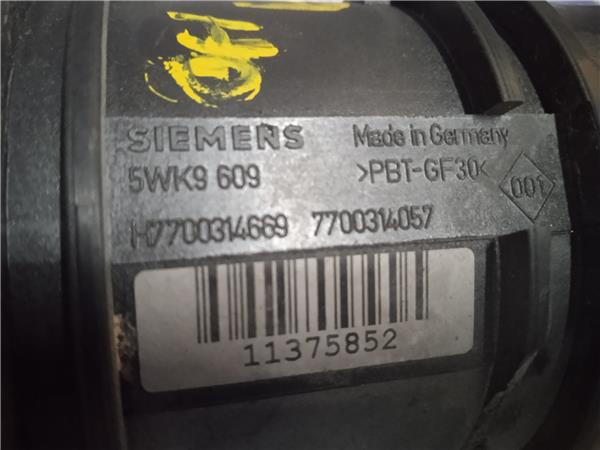 SIEMENS Made in Germany
5WK9 609 >PBT-GF30< 001
H7700314669 7700314057
11375852